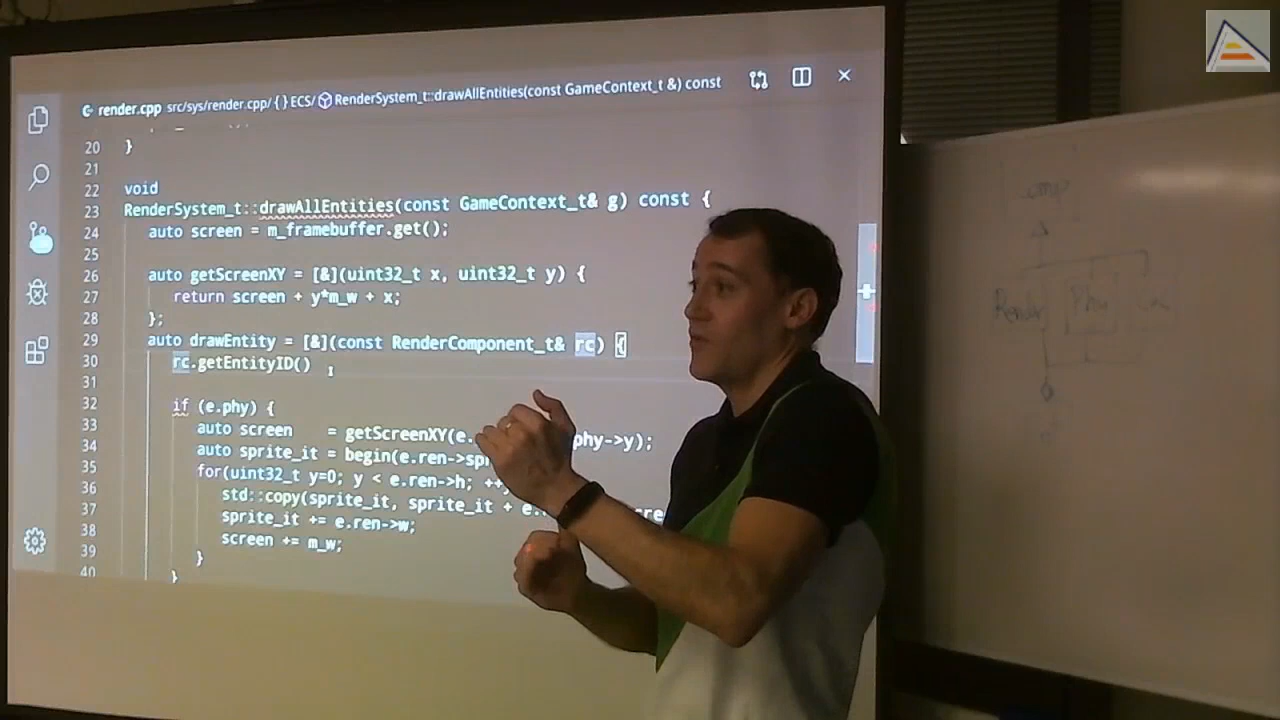 render.cpp src/sys/render.cpp/ { } ECS/ RenderSystem_t::drawAllEntities(const GameContext_t &) const
20 }
21
22 void
23 RenderSystem_t::drawAllEntities(const GameContext_t& g) const {
24 auto screen = m_framebuffer.get();
25
26 auto getScreenXY = [&](uint32_t x, uint32_t y) {
27 return screen + y*m_w + x;
28 };
29 auto drawEntity = [&](const RenderComponent_t& rc) {
30 rc.getEntityID()
31
32 if (e.phy) {
33 auto screen = getScreenXY(e. phy->y);
34 auto sprite_it = begin(e.ren->sp
35 for(uint32_t y=0; y < e.ren->h; ++
36 std::copy(sprite_it, sprite_it + e.
37 sprite_it += e.ren->w;
38 screen += m_w;
39 }
40 }
Render Phy